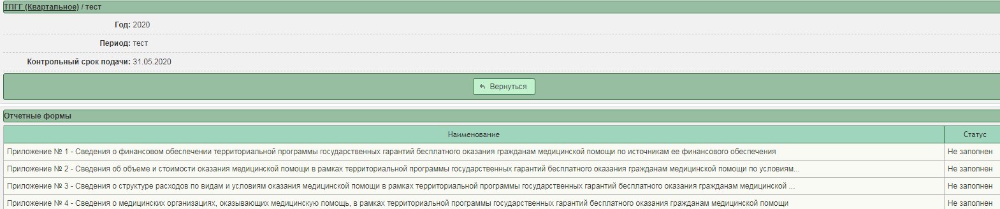 ТПГГ (Квартальное) / тест
Год: 2020
Период: тест
Контрольный срок подачи: 31.05.2020
Вернуться
Отчетные формы
Наименование Статус
Приложение № 1 - Сведения о финансовом обеспечении территориальной программы государственных гарантий бесплатного оказания гражданам медицинской помощи по источникам ее финансового обеспечения Не заполнен
Приложение № 2 - Сведения об объеме и стоимости оказания медицинской помощи в рамках территориальной программы государственных гарантий бесплатного оказания гражданам медицинской помощи по условиям... Не заполнен
Приложение № 3 - Сведения о структуре расходов по видам и условиям оказания медицинской помощи в рамках территориальной программы государственных гарантий бесплатного оказания гражданам медицинской ... Не заполнен
Приложение № 4 - Сведения о медицинских организациях, оказывающих медицинскую помощь, в рамках территориальной программы государственных гарантий бесплатного оказания гражданам медицинской помощи Не заполнен